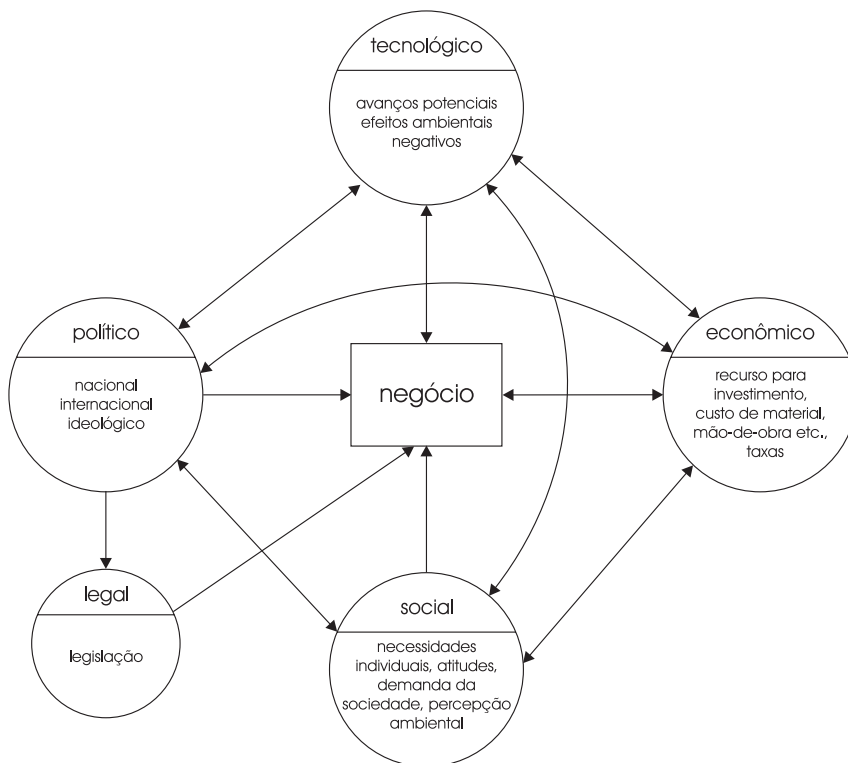 tecnológico
avanços potenciais
efeitos ambientais
negativos
político
nacional
internacional
ideológico
negócio
econômico
recurso para
investimento,
custo de material,
mão-de-obra etc.,
taxas
legal
legislação
social
necessidades
individuais, atitudes,
demanda da
sociedade, percepção
ambiental